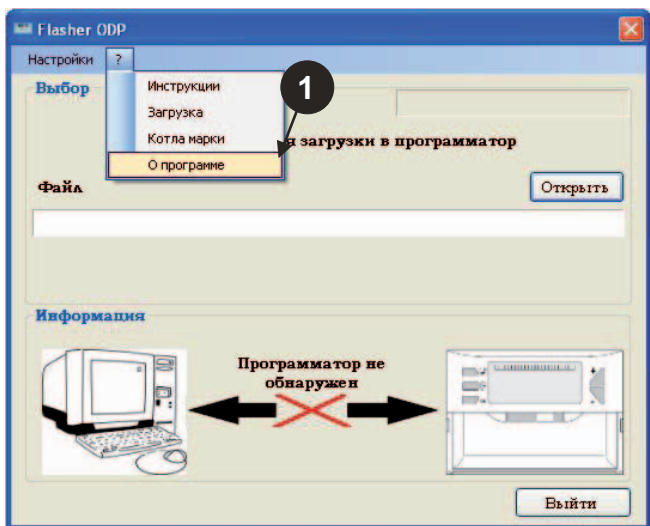 Flasher ODP
Настройки ?
Выбор
Инструкции
Загрузка
Котла марки
О программе
1
загрузки в программатор
Файл
Открыть
Информация
Программатор не
обнаружен
Выйти